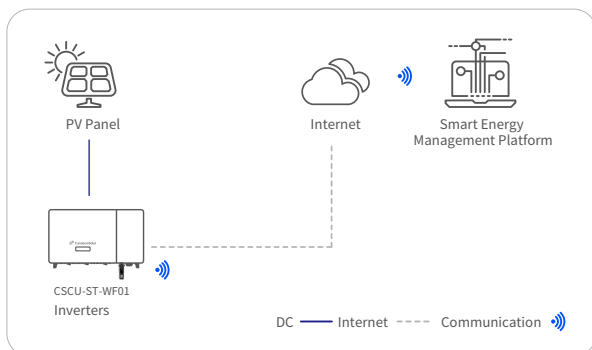 PV Panel
Internet
Smart Energy
Management Platform
CSCU-ST-WF01
Inverters
DC
Internet
Communication